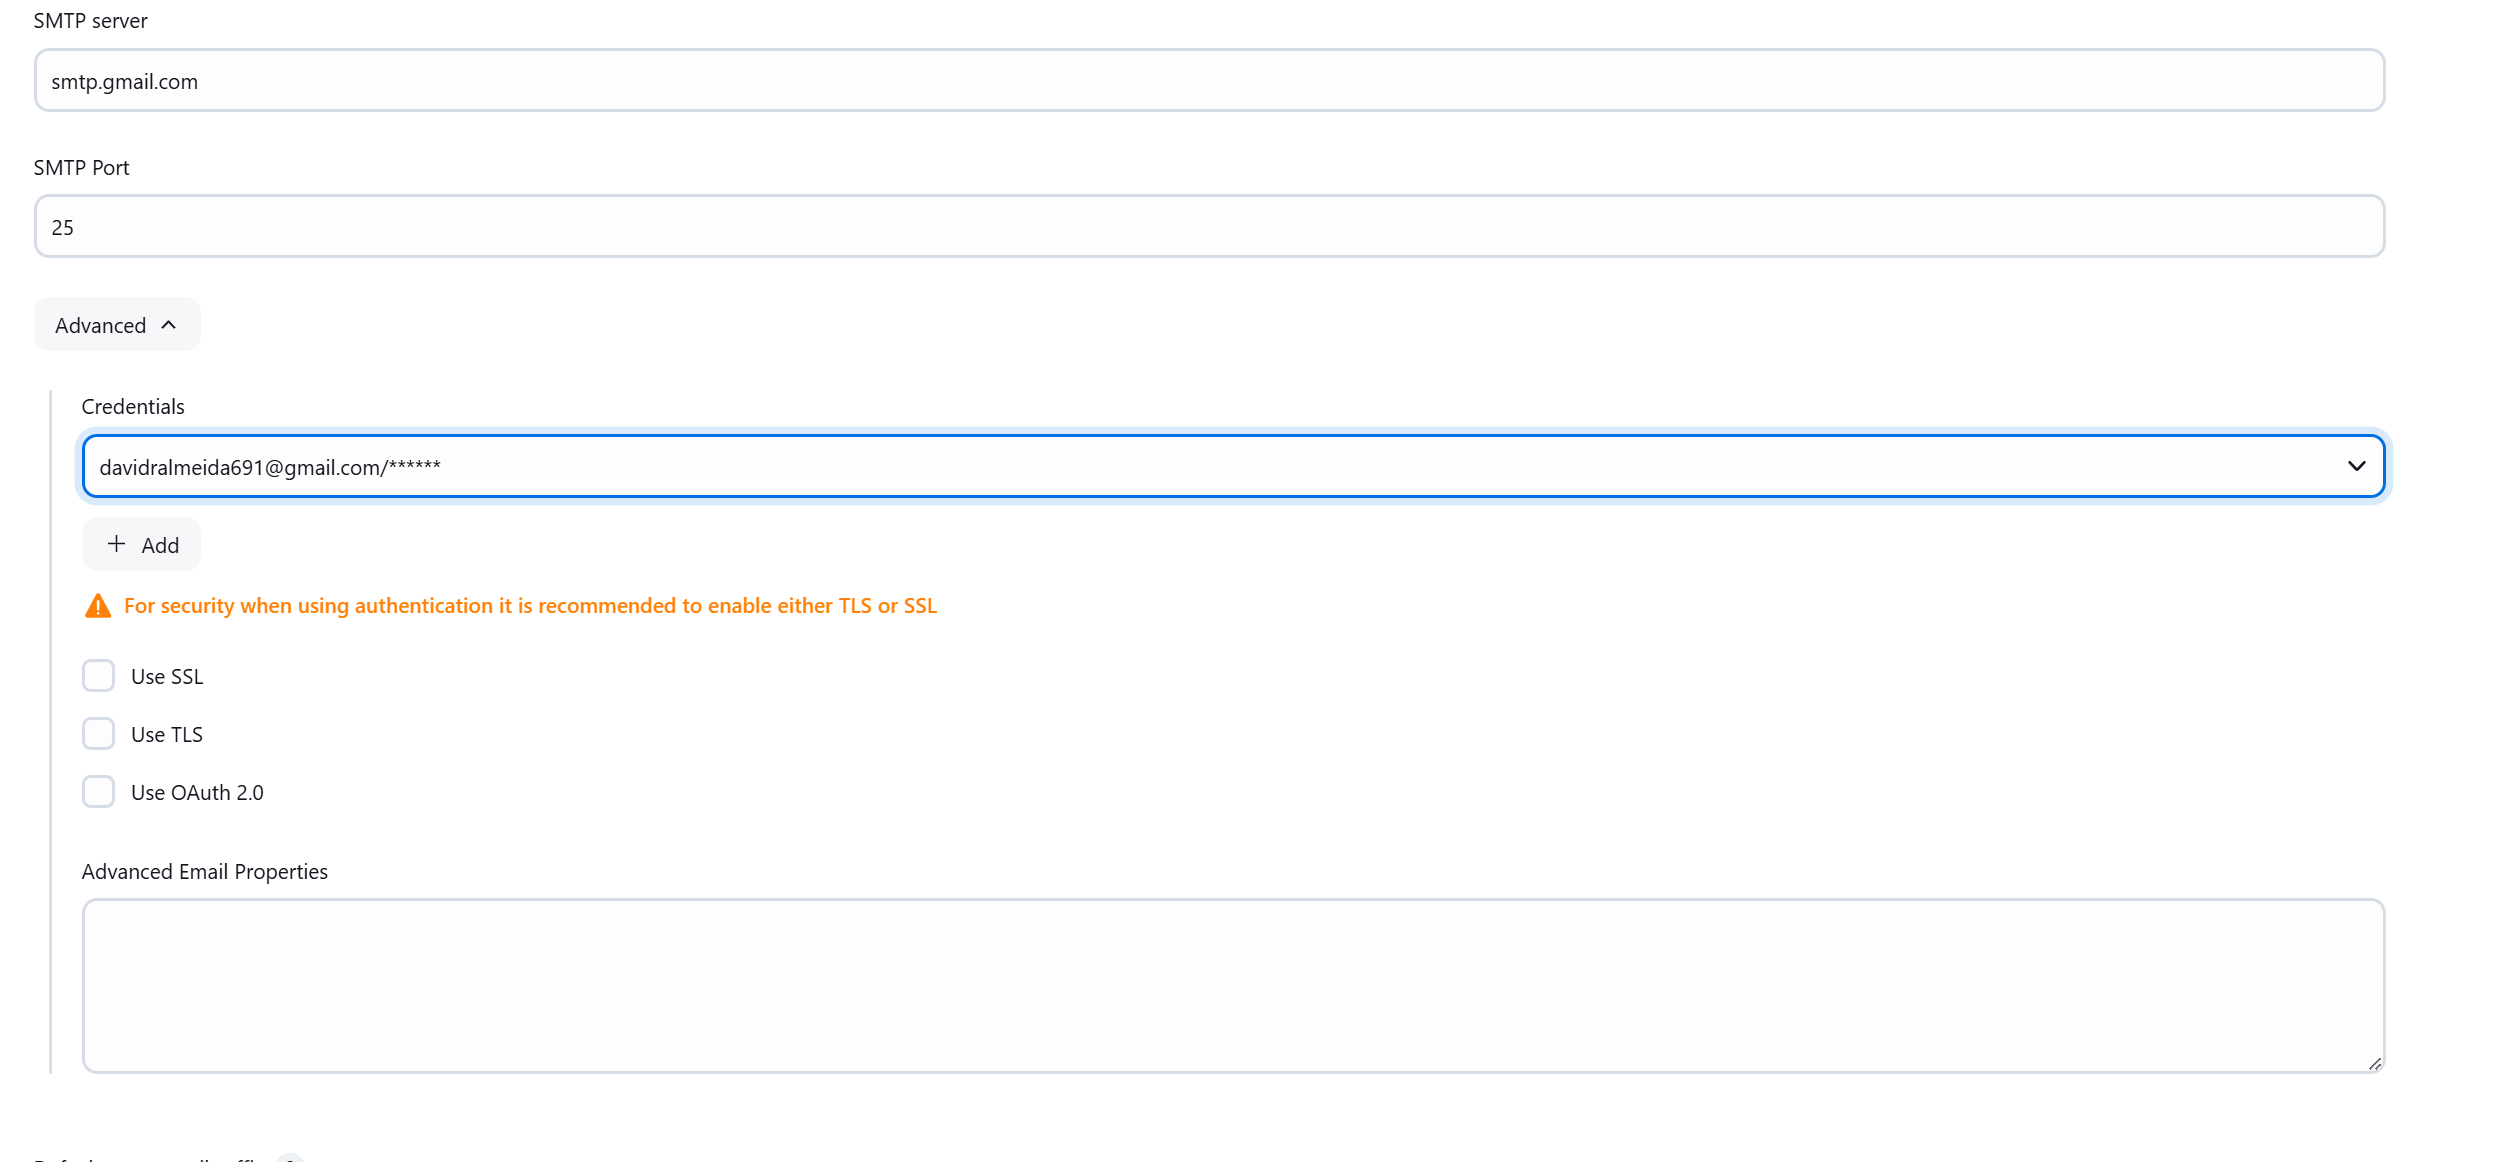 SMTP server
smtp.gmail.com
SMTP Port
25
Advanced
Credentials
davidralmeida691@gmail.com/******
Add
For security when using authentication it is recommended to enable either TLS or SSL
Use SSL
Use TLS
Use OAuth 2.0
Advanced Email Properties